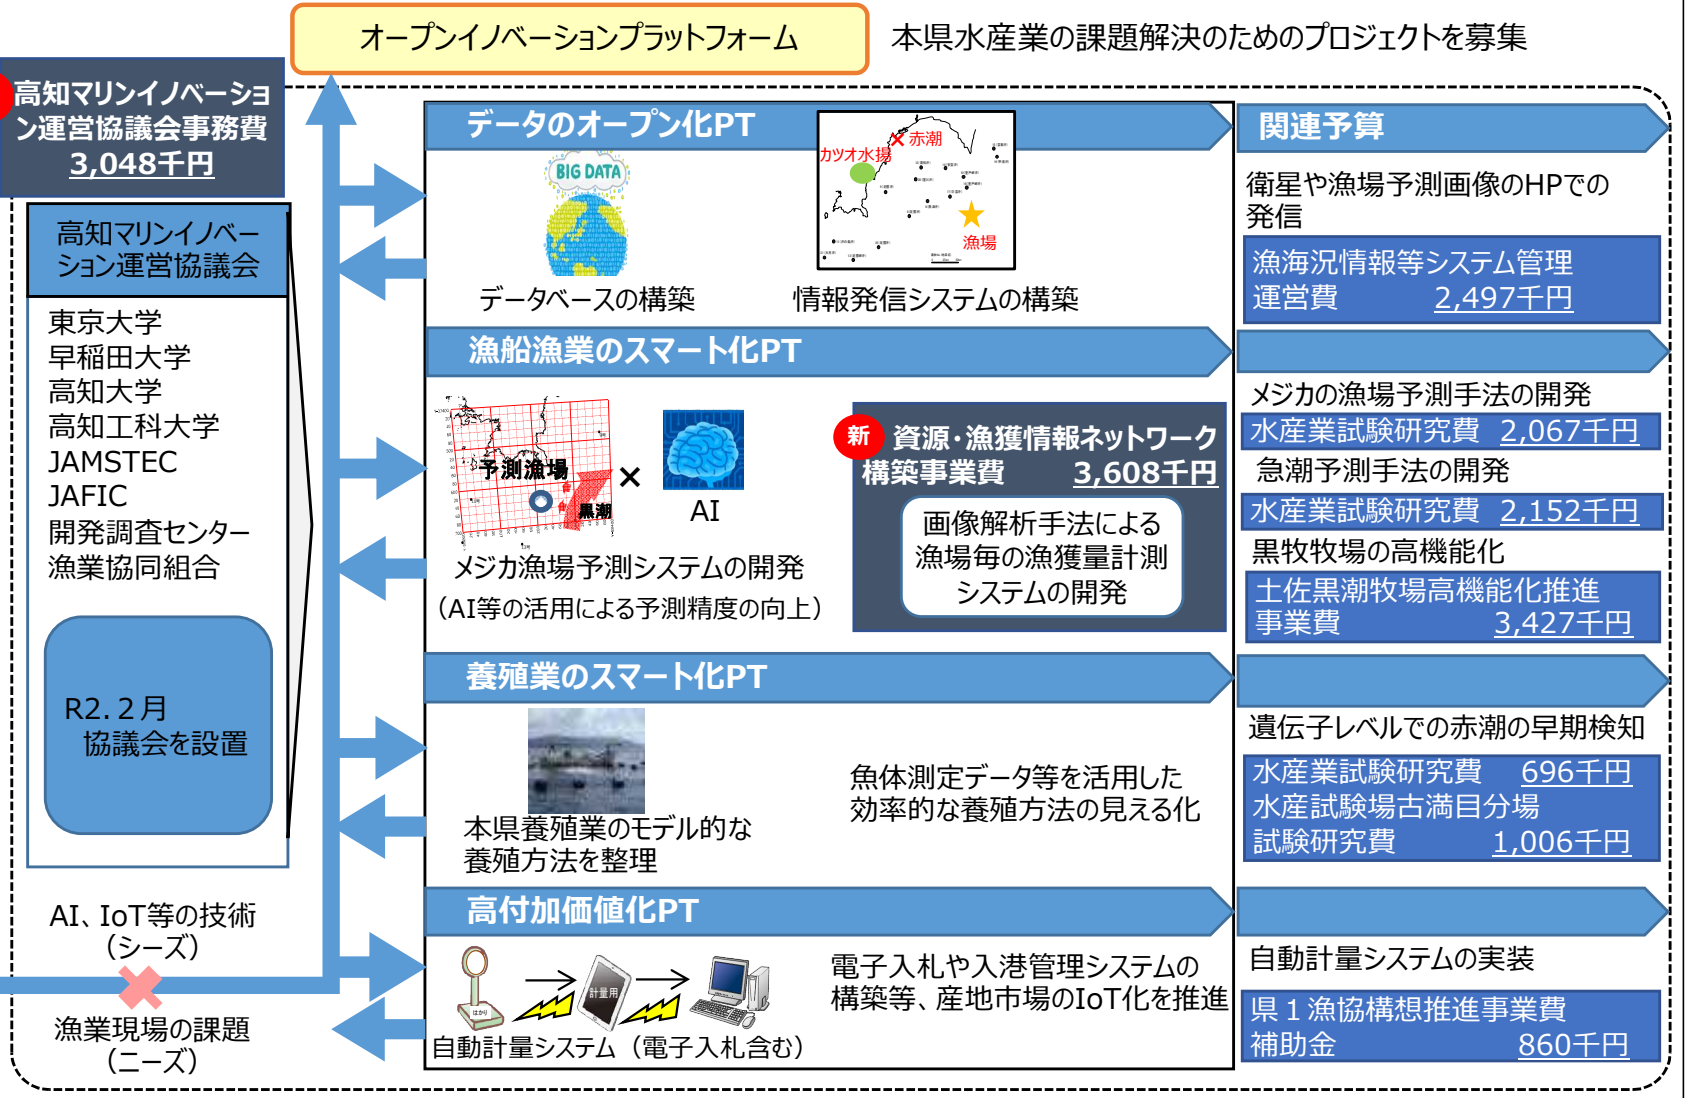 オープンイノベーションプラットフォーム
本県水産業の課題解決のためのプロジェクトを募集
高知マリンイノベーショ
ン運営協議会事務費
3,048千円
高知マリンイノベー
ション運営協議会
東京大学
早稲田大学
高知大学
高知工科大学
JAMSTEC
JAFIC
開発調査センター
漁業協同組合
R2.２月
協議会を設置
AI、IoT等の技術
（シーズ）
漁業現場の課題
（ニーズ）
データのオープン化PT
BIG DATA
データベースの構築
赤潮
カツオ水揚
漁場
情報発信システムの構築
関連予算
衛星や漁場予測画像のHPでの
発信
漁海況情報等システム管理
運営費 2,497千円
漁船漁業のスマート化PT
予測漁場
黒潮
×
AI
メジカ漁場予測システムの開発
（AI等の活用による予測精度の向上）
新 資源・漁獲情報ネットワーク
構築事業費 3,608千円
画像解析手法による
漁場毎の漁獲量計測
システムの開発
メジカの漁場予測手法の開発
水産業試験研究費 2,067千円
急潮予測手法の開発
水産業試験研究費 2,152千円
黒牧牧場の高機能化
土佐黒潮牧場高機能化推進
事業費 3,427千円
養殖業のスマート化PT
本県養殖業のモデル的な
養殖方法を整理
魚体測定データ等を活用した
効率的な養殖方法の見える化
遺伝子レベルでの赤潮の早期検知
水産業試験研究費 696千円
水産試験場古満目分場
試験研究費 1,006千円
高付加価値化PT
はかり
計量用
自動計量システム（電子入札含む）
電子入札や入港管理システムの
構築等、産地市場のIoT化を推進
自動計量システムの実装
県１漁協構想推進事業費
補助金 860千円